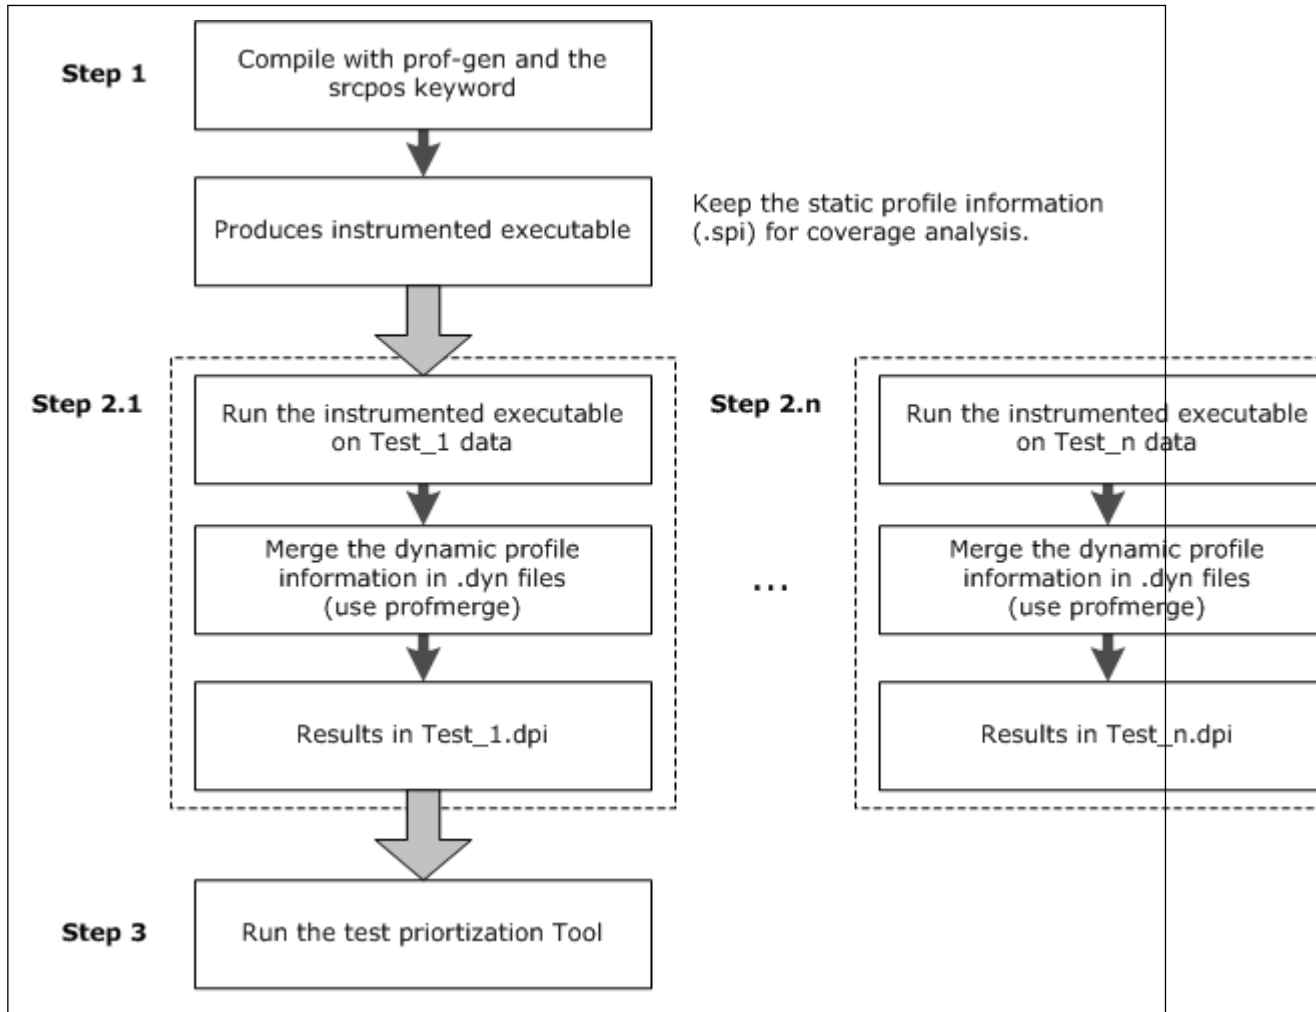 Step 1
Compile with prof-gen and the
srcpos keyword
Produces instrumented executable
Keep the static profile information
(.spi) for coverage analysis.
Step 2.1
Run the instrumented executable
on Test_1 data
Merge the dynamic profile
information in .dyn files
(use profmerge)
Results in Test_1.dpi
...
Step 2.n
Run the instrumented executable
on Test_n data
Merge the dynamic profile
information in .dyn files
(use profmerge)
Results in Test_n.dpi
Step 3
Run the test priortization Tool